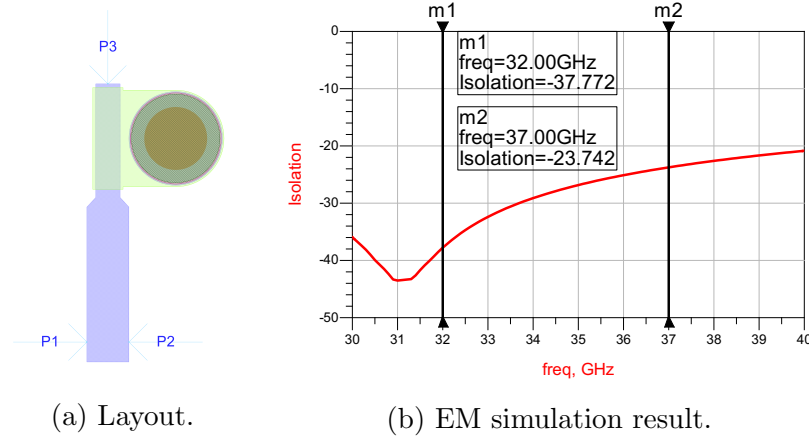 P3
P1
P2
(a) Layout.
m1
m2
m1
freq=32.00GHz
Isolation=-37.772
m2
freq=37.00GHz
Isolation=-23.742
Isolation
0
-10
-20
-30
-40
-50
30 31 32 33 34 35 36 37 38 39 40
freq, GHz
(b) EM simulation result.